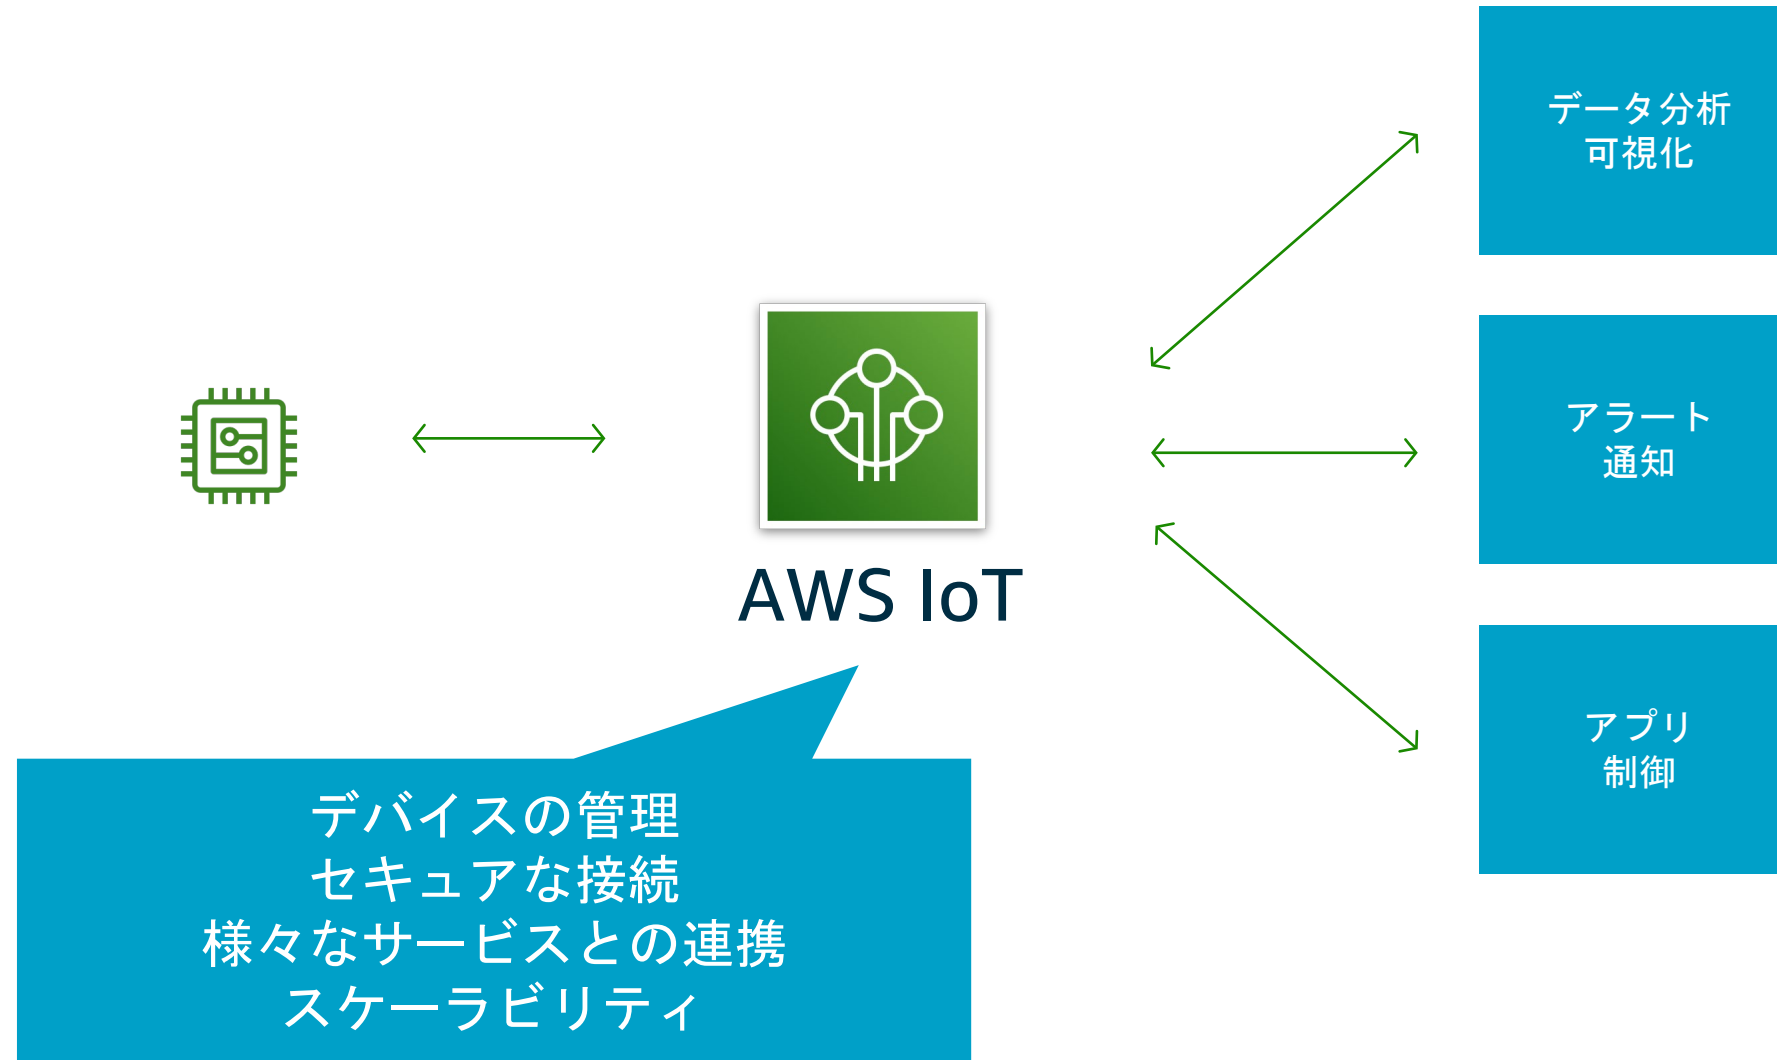 データ分析
可視化
アラート
通知
AWS IoT
アプリ
制御
デバイスの管理
セキュアな接続
様々なサービスとの連携
スケーラビリティ